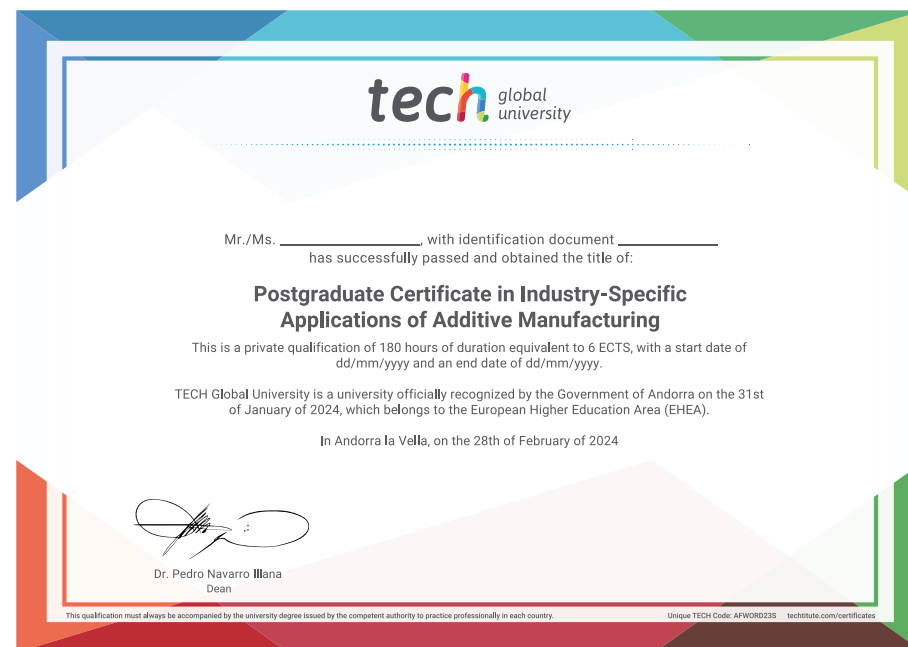 tech global university
Mr./Ms. ____________, with identification document ____________
has successfully passed and obtained the title of:
Postgraduate Certificate in Industry-Specific
Applications of Additive Manufacturing
This is a private qualification of 180 hours of duration equivalent to 6 ECTS, with a start date of
dd/mm/yyyy and an end date of dd/mm/yyyy.
TECH Global University is a university officially recognized by the Government of Andorra on the 31st
of January of 2024, which belongs to the European Higher Education Area (EHEA).
In Andorra la Vella, on the 28th of February of 2024
Dr. Pedro Navarro Illana
Dean
This qualification must always be accompanied by the university degree issued by the competent authority to practice professionally in each country.
Unique TECH Code: AFWORD23S techtitute.com/certificates